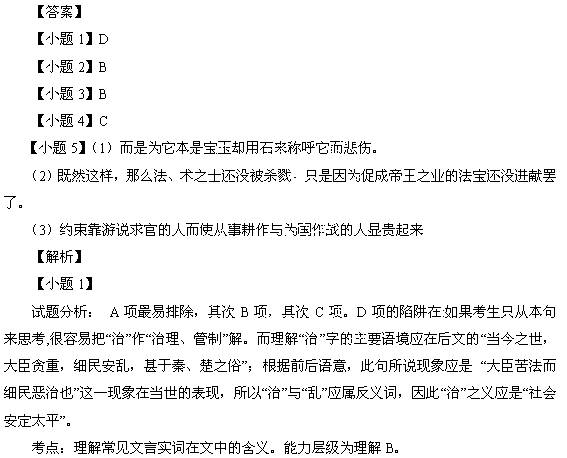 【答案】
【小题1】D
【小题2】B
【小题3】B
【小题4】C
【小题5】（1）而是为它本是宝玉却用石来称呼它而悲伤。
（2）既然这样，那么法、术之士还没被杀戮．只是因为促成帝王之业的法宝还没进献罢
了。
（3）约束靠游说求官的人而使从事耕作与为国作战的人显贵起来
【解析】
【小题1】
试题分析： A项最易排除，其次B项，其次C项。D项的陷阱在:如果考生只从本句
来思考,很容易把“治”作“治理、管制”解。而理解“治”字的主要语境应在后文的“当今之世，
大臣贪重，细民安乱，甚于秦、楚之俗”；根据前后语意，此句所说现象应是 “大臣苦法而
细民恶治也”这一现象在当世的表现，所以“治”与“乱”应属反义词，因此“治”之义应是“社会
安定太平”。
考点：理解常见文言实词在文中的含义。能力层级为理解B。